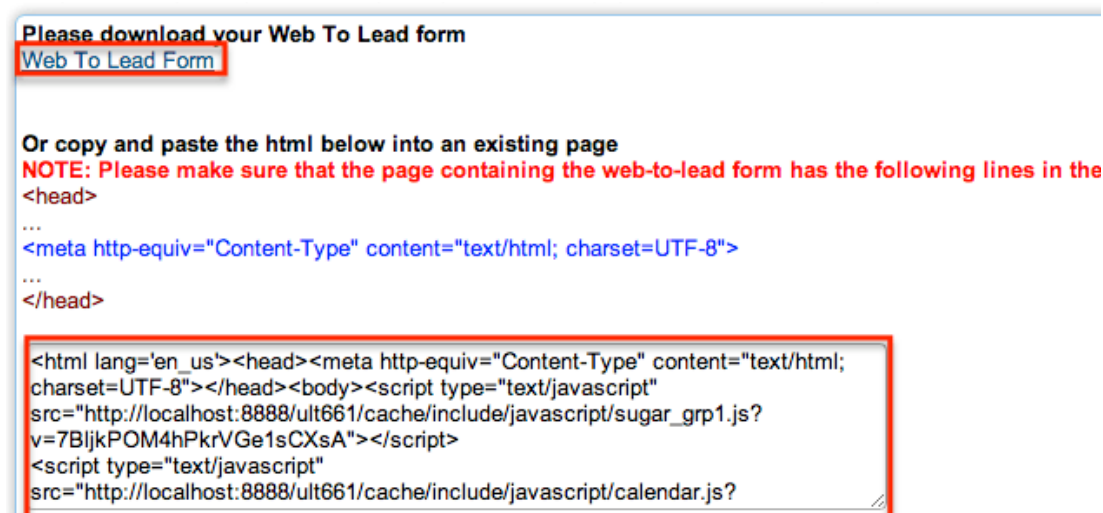 Please download your Web To Lead form
Web To Lead Form
Or copy and paste the html below into an existing page
NOTE: Please make sure that the page containing the web-to-lead form has the following lines in the
<head>
...
<meta http-equiv="Content-Type" content="text/html; charset=UTF-8">
...
</head>
<html lang='en_us'><head><meta http-equiv="Content-Type" content="text/html;
charset=UTF-8"></head><body><script type="text/javascript"
src="http://localhost:8888/ult661/cache/include/javascript/sugar_grp1.js?
v=7BljkPOM4hPkrVGe1sCXsA"></script>
<script type="text/javascript"
src="http://localhost:8888/ult661/cache/include/javascript/calendar.js?